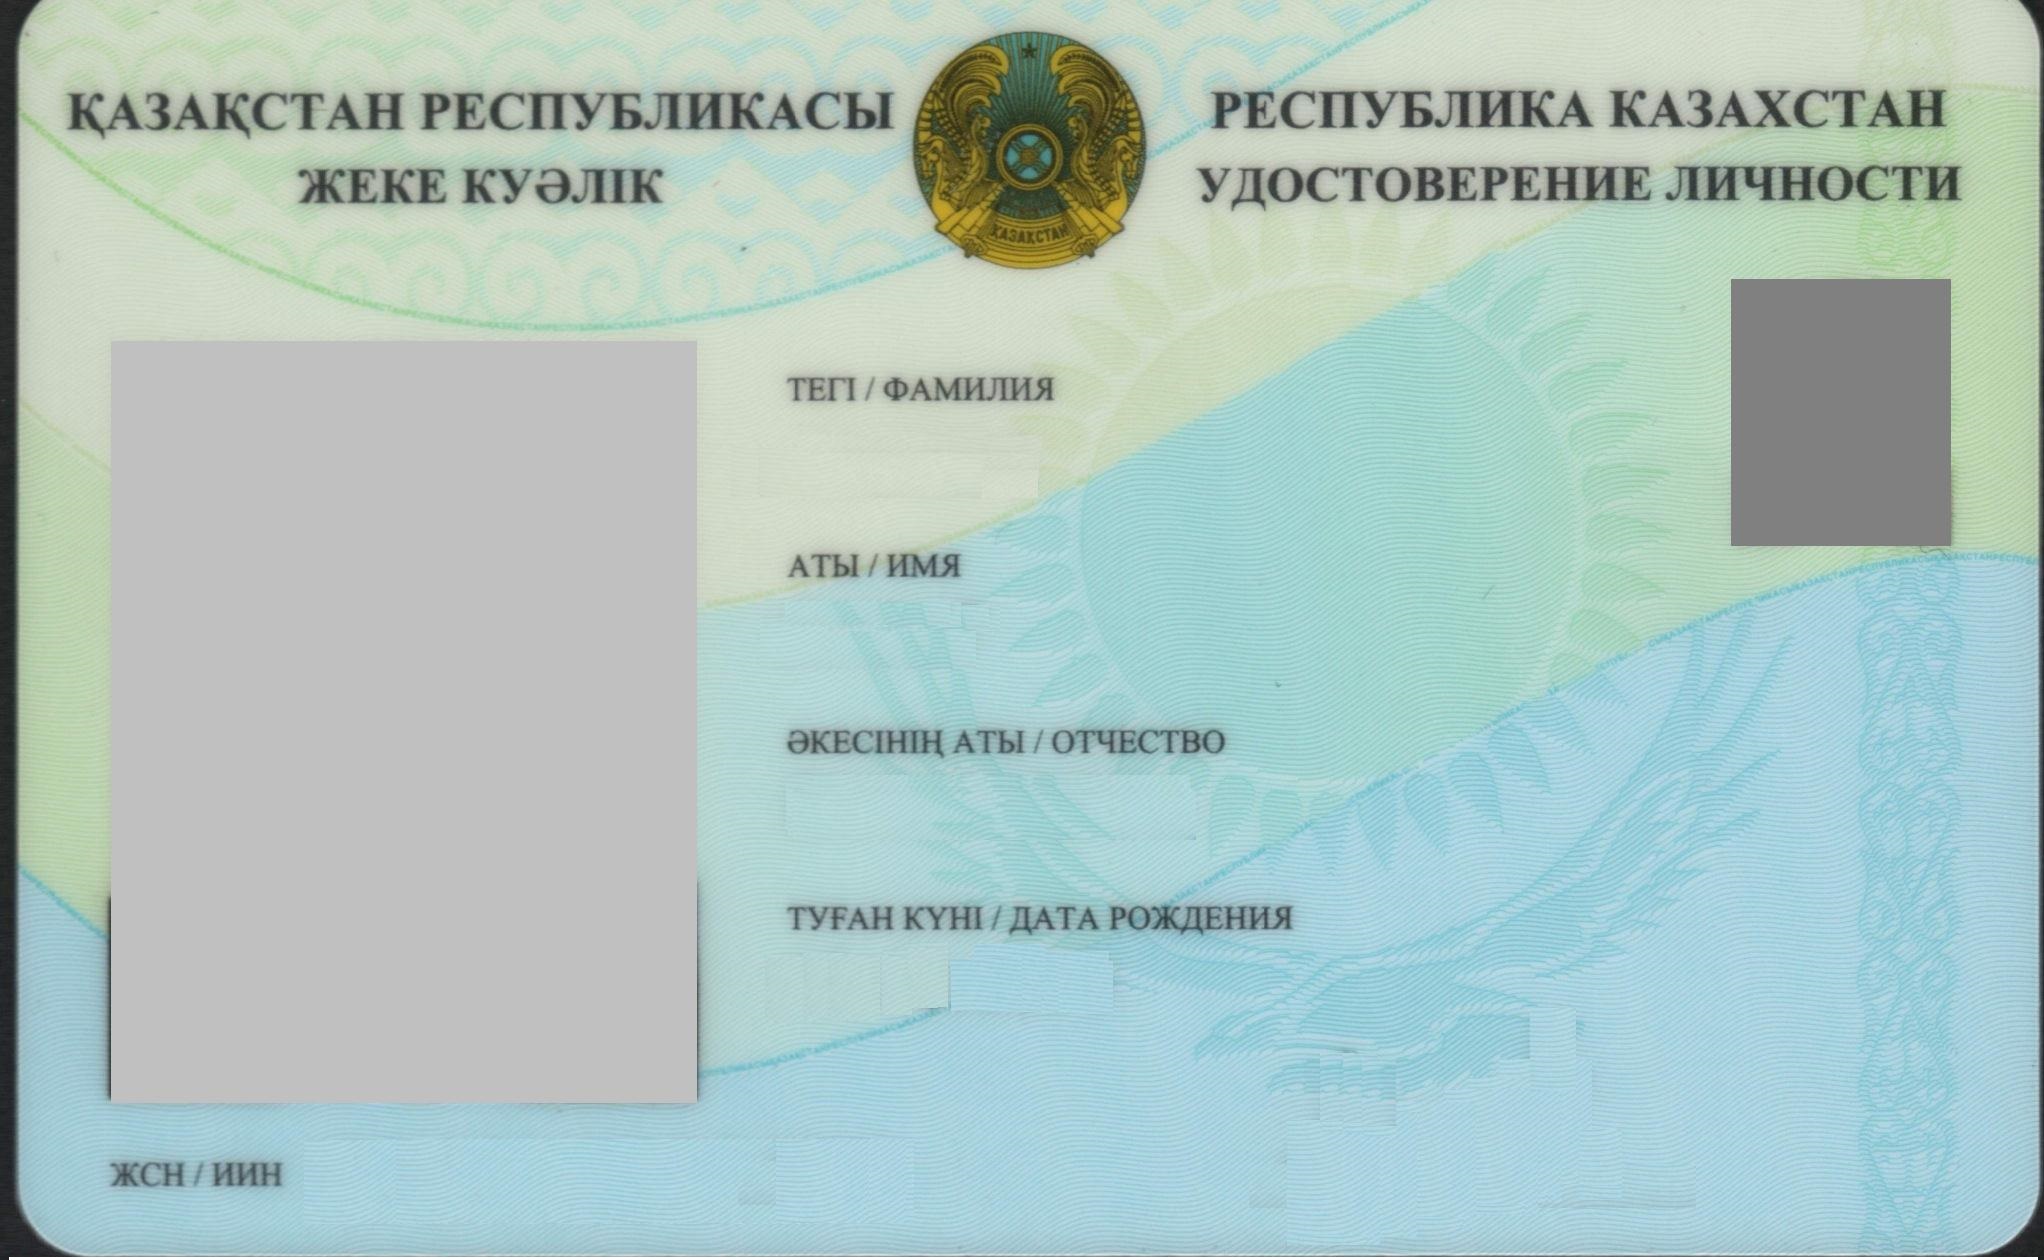 ҚАЗАҚСТАН РЕСПУБЛИКАСЫ
ЖЕКЕ КУӘЛІК
ҚАЗАҚСТАН
РЕСПУБЛИКА КАЗАХСТАН
УДОСТОВЕРЕНИЕ ЛИЧНОСТИ
ТЕГІ / ФАМИЛИЯ
АТЫ / ИМЯ
ӘКЕСІНІҢ АТЫ / ОТЧЕСТВО
ТУҒАН КҮНІ / ДАТА РОЖДЕНИЯ
ЖСН / ИИН